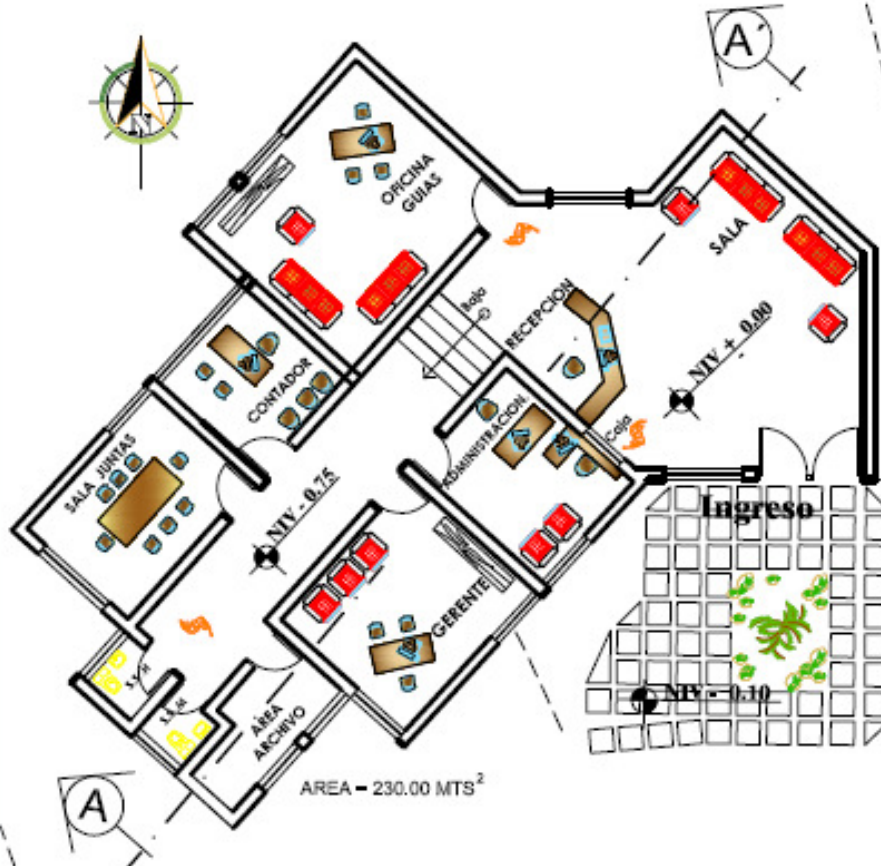 A´
N
OFICINA
GUIAS
SALA
Baja
RECEPCION
NIV + 0.00
CONTADOR
ADMINISTRACION.
Caja
SALA JUNTAS
NIV - 0.75
Ingreso
GERENTE
S.S. H
S.S. M
NIV - 0.10
AREA
ARCHIVO
AREA = 230.00 MTS²
A